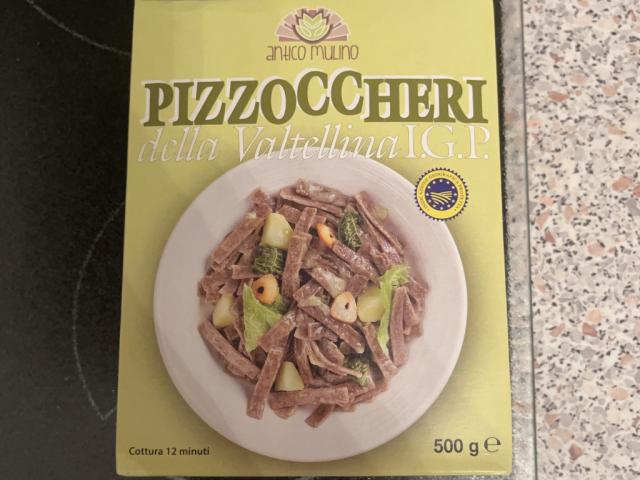 antico mulino
PIZZOCCHERI
della Valtellina I.G.P.
Cottura 12 minuti
500 g e